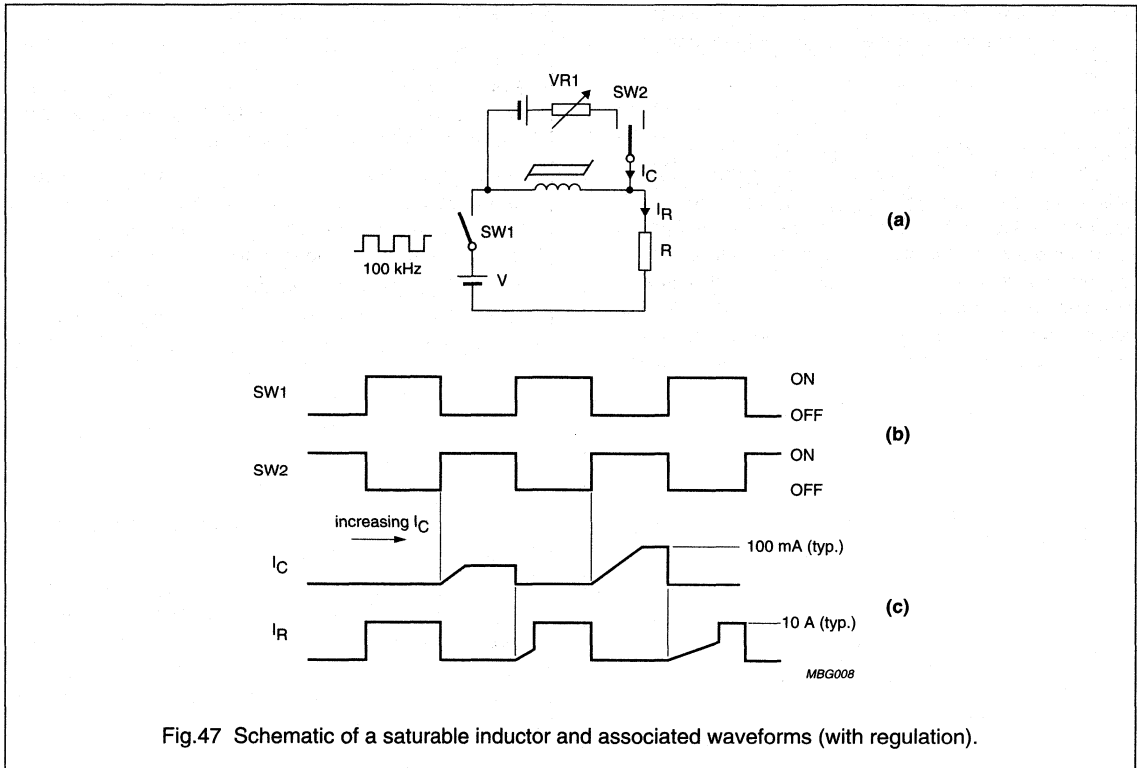 VR1
SW2
I_C
I_R
SW1
R
V
100 kHz
(a)
SW1
ON
OFF
(b)
SW2
ON
OFF
increasing I_C
100 mA (typ.)
I_C
(c)
I_R
10 A (typ.)
MBG008
Fig.47 Schematic of a saturable inductor and associated waveforms (with regulation).